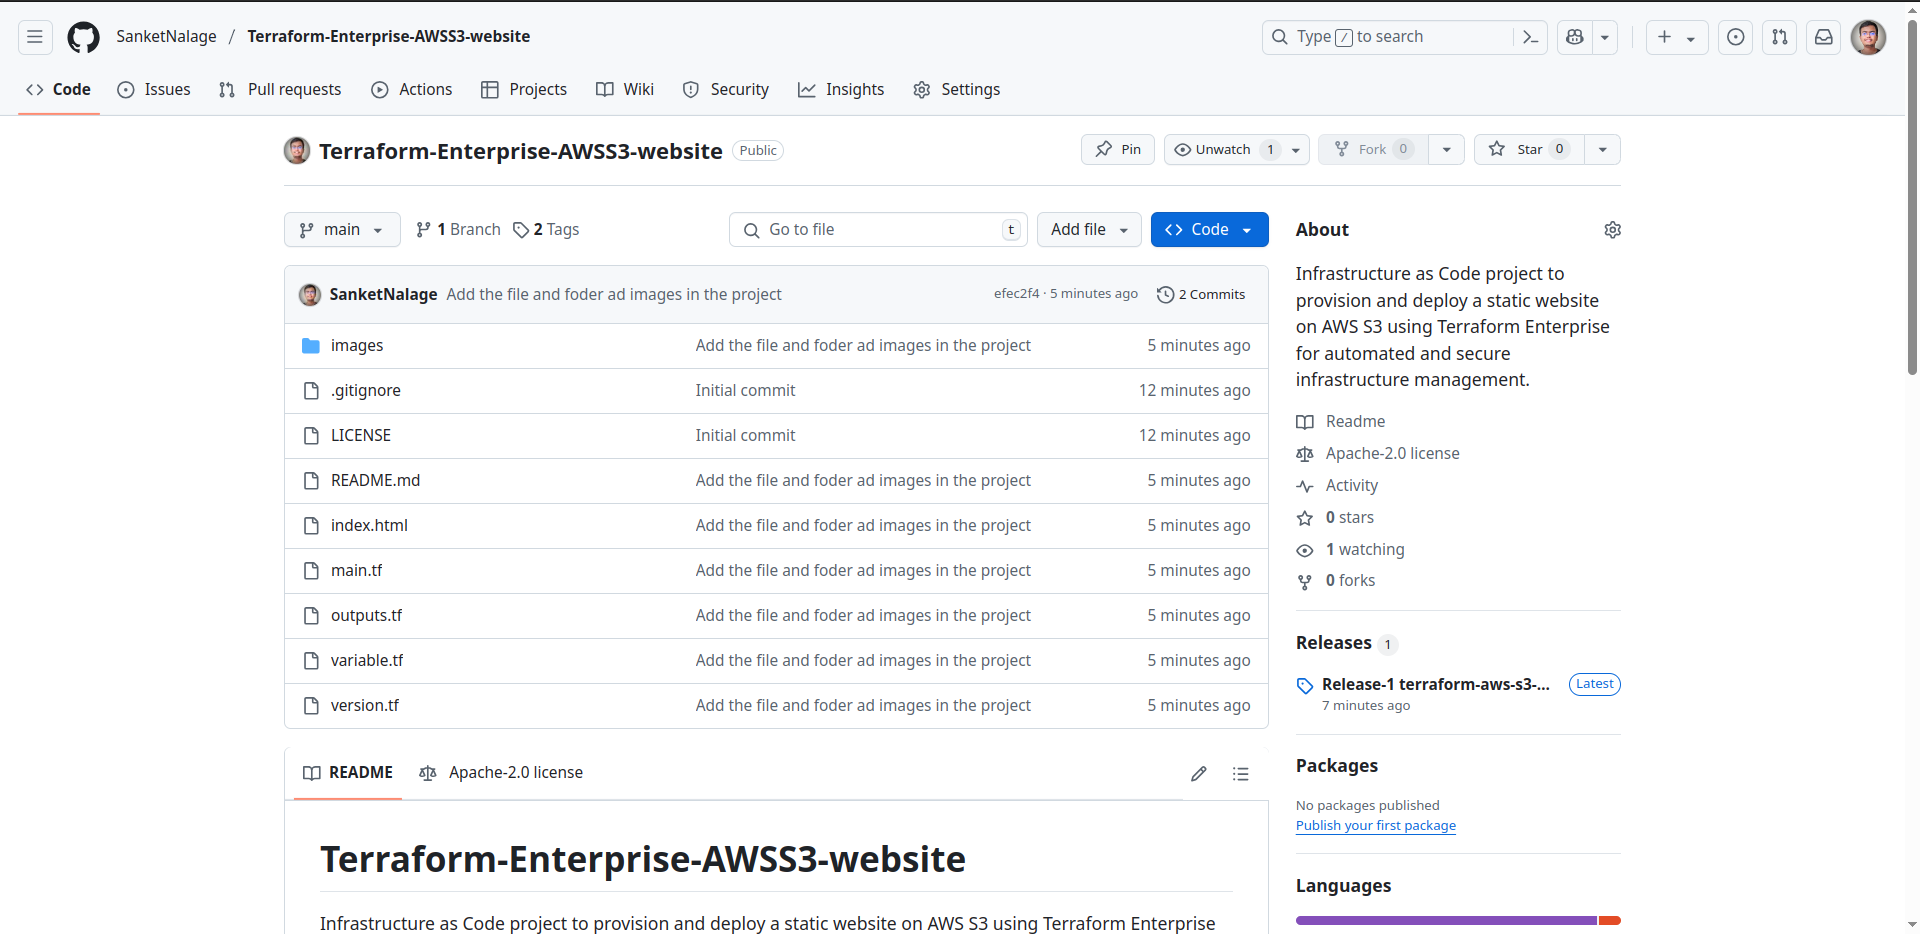 SanketNalage / Terraform-Enterprise-AWSS3-website
Type / to search
Code Issues Pull requests Actions Projects Wiki Security Insights Settings
Terraform-Enterprise-AWSS3-website Public
Pin Unwatch 1 Fork 0 Star 0
main 1 Branch 2 Tags Go to file t Add file Code
SanketNalage Add the file and foder ad images in the project efec2f4 · 5 minutes ago 2 Commits
images Add the file and foder ad images in the project 5 minutes ago
.gitignore Initial commit 12 minutes ago
LICENSE Initial commit 12 minutes ago
README.md Add the file and foder ad images in the project 5 minutes ago
index.html Add the file and foder ad images in the project 5 minutes ago
main.tf Add the file and foder ad images in the project 5 minutes ago
outputs.tf Add the file and foder ad images in the project 5 minutes ago
variable.tf Add the file and foder ad images in the project 5 minutes ago
version.tf Add the file and foder ad images in the project 5 minutes ago
README Apache-2.0 license
Terraform-Enterprise-AWSS3-website
Infrastructure as Code project to provision and deploy a static website on AWS S3 using Terraform Enterprise
About
Infrastructure as Code project to
provision and deploy a static website
on AWS S3 using Terraform Enterprise
for automated and secure
infrastructure management.
Readme
Apache-2.0 license
Activity
0 stars
1 watching
0 forks
Releases 1
Release-1 terraform-aws-s3-... Latest
7 minutes ago
Packages
No packages published
Publish your first package
Languages